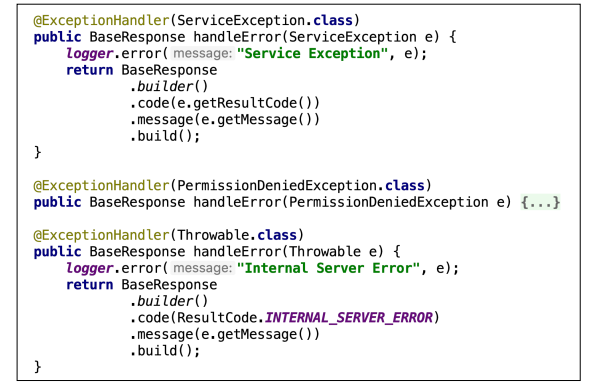 @ExceptionHandler(ServiceException.class)
public BaseResponse handleError(ServiceException e) {
    logger.error( message: "Service Exception", e);
    return BaseResponse
            .builder()
            .code(e.getResultCode())
            .message(e.getMessage())
            .build();
}
@ExceptionHandler(PermissionDeniedException.class)
public BaseResponse handleError(PermissionDeniedException e) {...}
@ExceptionHandler(Throwable.class)
public BaseResponse handleError(Throwable e) {
    logger.error( message: "Internal Server Error", e);
    return BaseResponse
            .builder()
            .code(ResultCode.INTERNAL_SERVER_ERROR)
            .message(e.getMessage())
            .build();
}